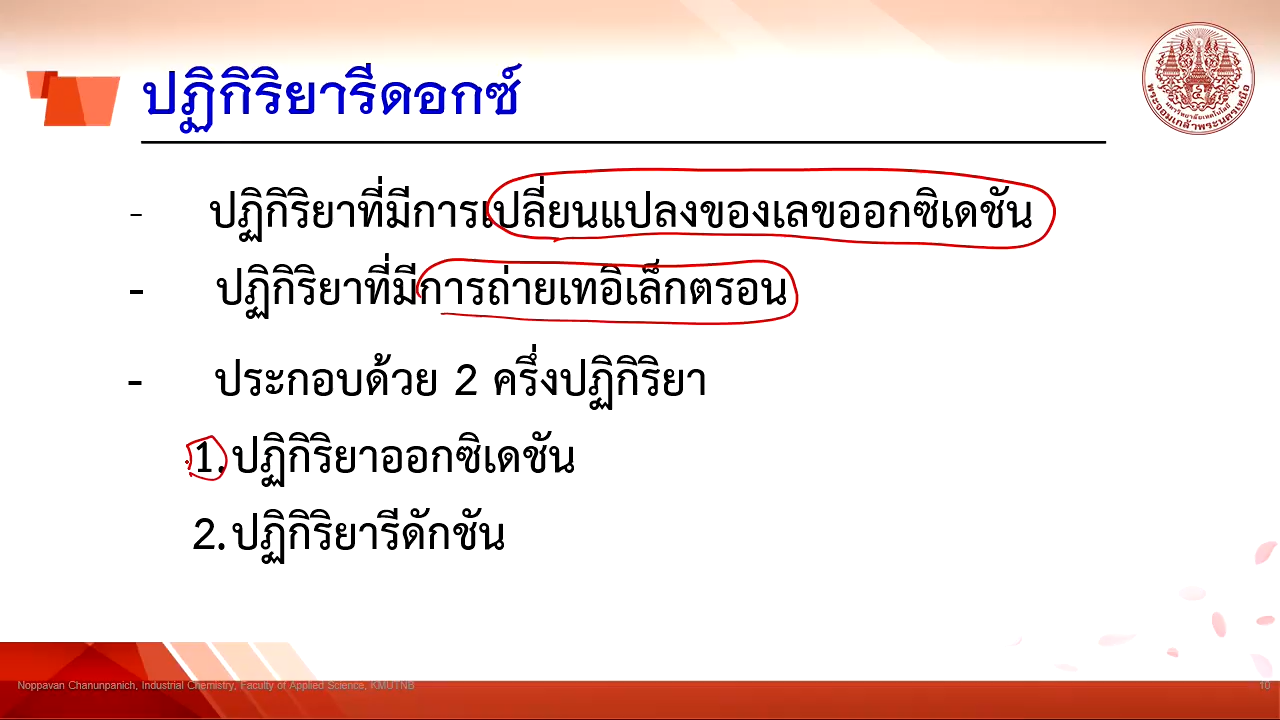 ปฏิกิริยารีดอกซ์
- ปฏิกิริยาที่มีการเปลี่ยนแปลงของเลขออกซิเดชัน
- ปฏิกิริยาที่มีการถ่ายเทอิเล็กตรอน
- ประกอบด้วย 2 ครึ่งปฏิกิริยา
1. ปฏิกิริยาออกซิเดชัน
2. ปฏิกิริยารีดักชัน
Noppavan Chanunpanich, Industrial Chemistry, Faculty of Applied Science, KMUTNB
10